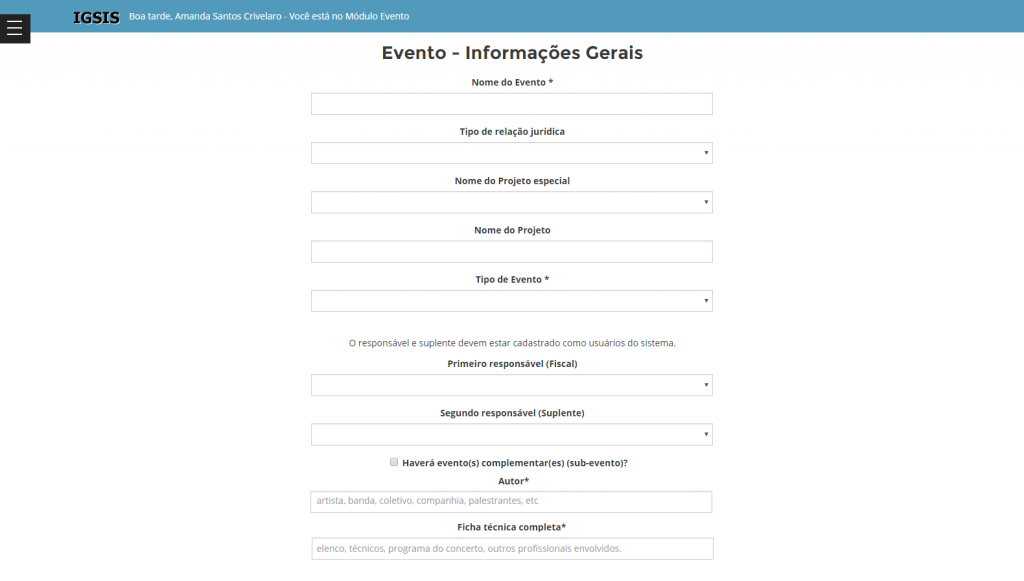 IGSIS Boa tarde, Amanda Santos Crivelaro - Você está no Módulo Evento
Evento - Informações Gerais
Nome do Evento *
Tipo de relação jurídica
Nome do Projeto especial
Nome do Projeto
Tipo de Evento *
O responsável e suplente devem estar cadastrado como usuários do sistema.
Primeiro responsável (Fiscal)
Segundo responsável (Suplente)
Haverá evento(s) complementar(es) (sub-evento)?
Autor*
artista, banda, coletivo, companhia, palestrantes, etc
Ficha técnica completa*
elenco, técnicos, programa do concerto, outros profissionais envolvidos.